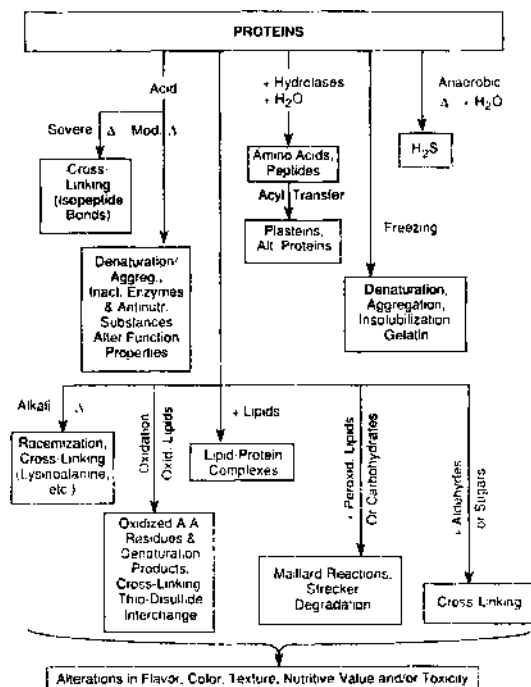 PROTEINS
Acid
Severe Δ Mod. Δ
Cross-
Linking
(Isopeptide
Bonds)
Denaturation/
Aggreg.,
Inact. Enzymes
& Antinutr.
Substances
Alter Function
Properties
+ Hydrolases
+ H₂O
Amino Acids,
Peptides
Acyl Transfer
Plasteins,
Alt. Proteins
Anaerobic
Δ + H₂O
H₂S
Freezing
Denaturation,
Aggregation,
Insolubilization
Gelatin
Alkali Δ
Racemization,
Cross-Linking
(Lysinoalanine,
etc.)
Oxidation
Oxid. Lipids
Oxidized A A
Residues &
Denaturation
Products,
Cross-Linking
Thio-Disulfide
Interchange
+ Lipids
Lipid-Protein
Complexes
+ Peroxid. Lipids
Or Carbohydrates
Maillard Reactions,
Strecker
Degradation
+ Aldehydes
or Sugars
Cross Linking
Alterations in Flavor, Color, Texture, Nutritive Value and/or Toxicity